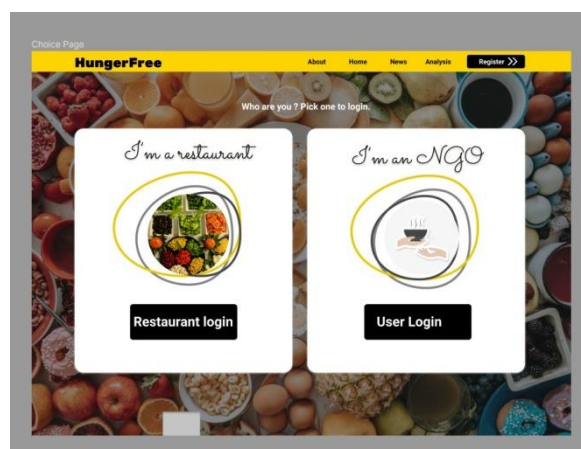 Choice Page
HungerFree
About Home News Analysis Register
Who are you ? Pick one to login.
I'm a restaurant
I'm an NGO
Restaurant login
User Login